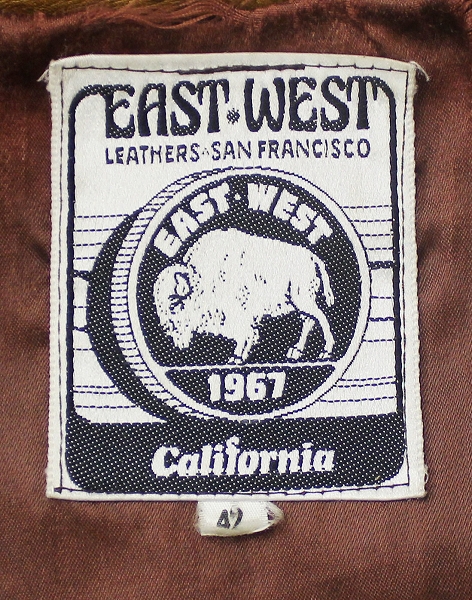 EAST*WEST
LEATHERS·SAN FRANCISCO
EAST·WEST
1967
California
42